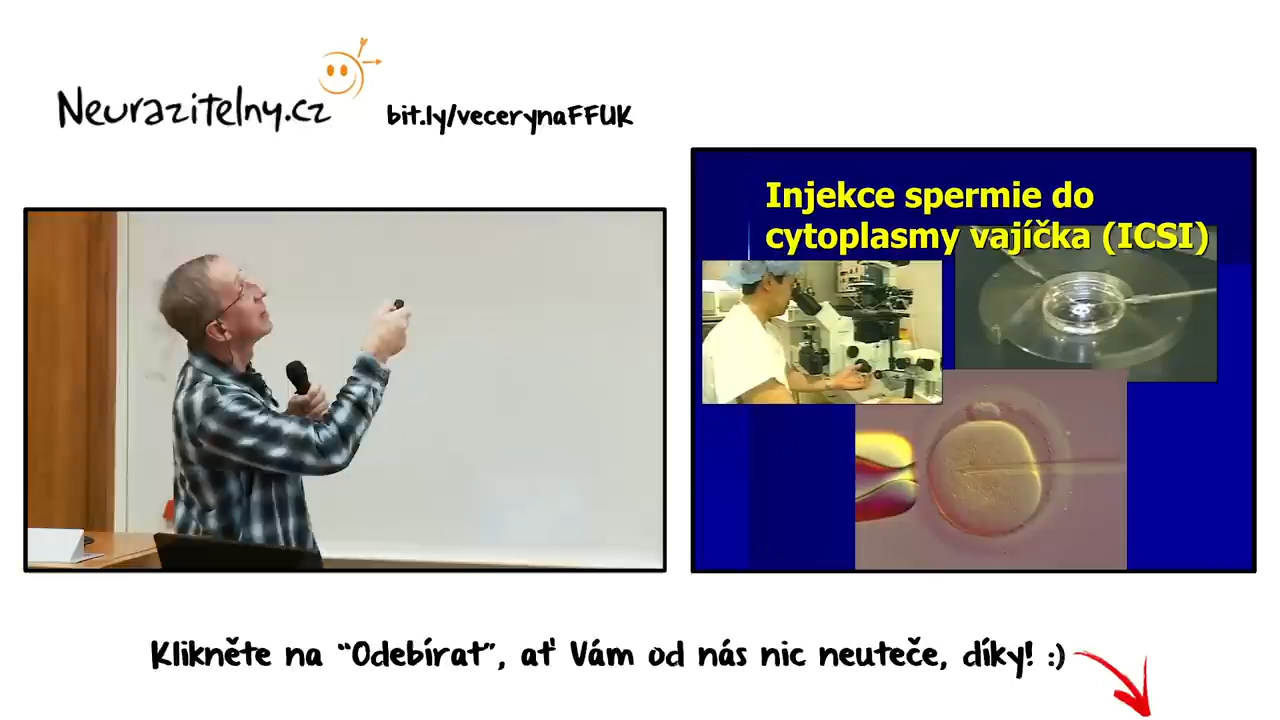 Neurazitelny.cz
bit.ly/vecerynaFFUK
Injekce spermie do
cytoplasmy vajíčka (ICSI)
Klikněte na “Odebírat”, ať Vám od nás nic neuteče, díky! :)